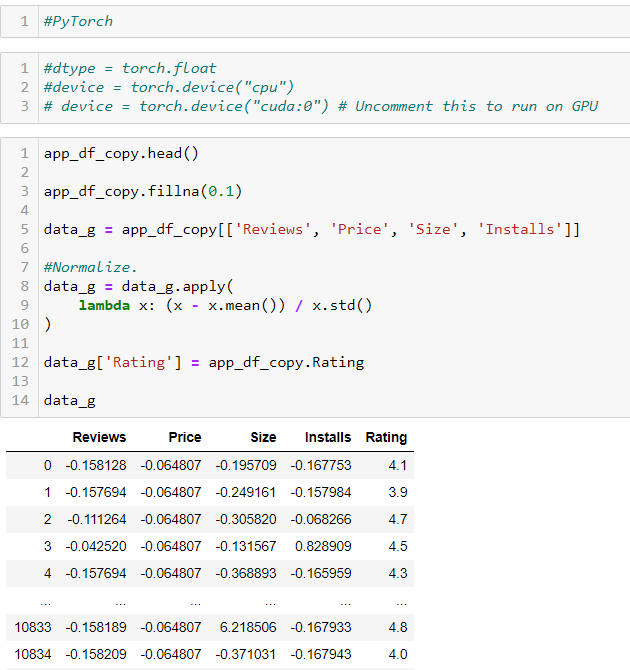 1 #PyTorch
1 #dtype = torch.float
2 #device = torch.device("cpu")
3 # device = torch.device("cuda:0") # Uncomment this to run on GPU
1 app_df_copy.head()
2
3 app_df_copy.fillna(0.1)
4
5 data_g = app_df_copy[['Reviews', 'Price', 'Size', 'Installs']]
6
7 #Normalize.
8 data_g = data_g.apply(
9     lambda x: (x - x.mean()) / x.std()
10 )
11
12 data_g['Rating'] = app_df_copy.Rating
13
14 data_g
Reviews Price Size Installs Rating
0 -0.158128 -0.064807 -0.195709 -0.167753 4.1
1 -0.157694 -0.064807 -0.249161 -0.157984 3.9
2 -0.111264 -0.064807 -0.305820 -0.068266 4.7
3 -0.042520 -0.064807 -0.131567 0.828909 4.5
4 -0.157694 -0.064807 -0.368893 -0.165959 4.3
... ... ... ... ... ...
10833 -0.158189 -0.064807 6.218506 -0.167933 4.8
10834 -0.158209 -0.064807 -0.371031 -0.167943 4.0